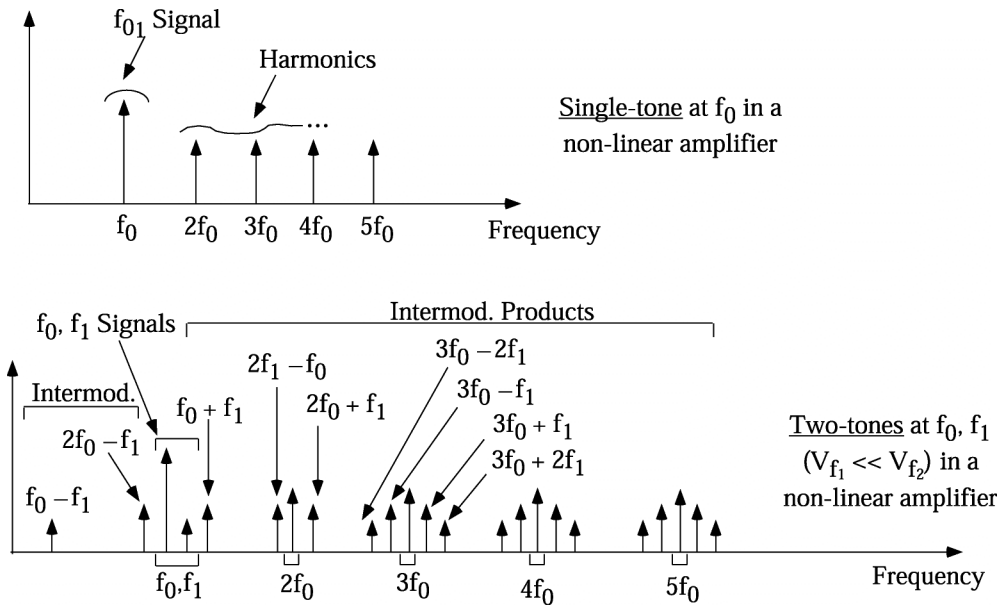 f₀₁ Signal
Harmonics
...
Single-tone at f₀ in a
non-linear amplifier
f₀
2f₀
3f₀
4f₀
5f₀
Frequency
Intermod. Products
f₀, f₁ Signals
Intermod.
2f₀ – f₁
f₀ – f₁
f₀ + f₁
2f₁ – f₀
2f₀ + f₁
3f₀ – 2f₁
3f₀ – f₁
3f₀ + f₁
3f₀ + 2f₁
Two-tones at f₀, f₁
(V_f₁ << V_f₂) in a
non-linear amplifier
f₀,f₁
2f₀
3f₀
4f₀
5f₀
Frequency